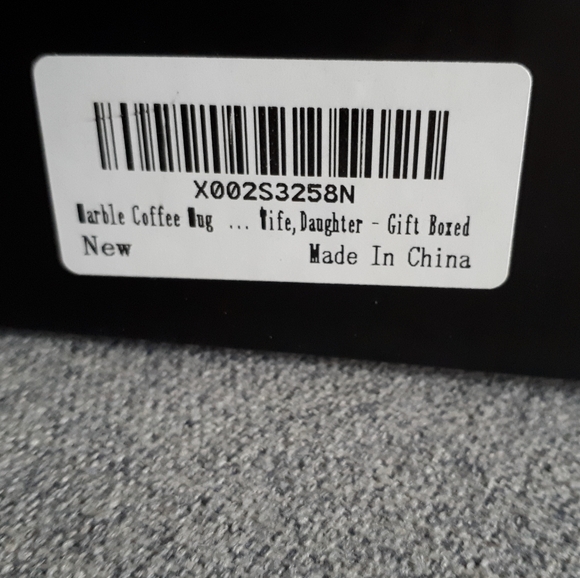 X002S3258N
Marble Coffee Mug ... Wife,Daughter - Gift Boxed
New
Made In China